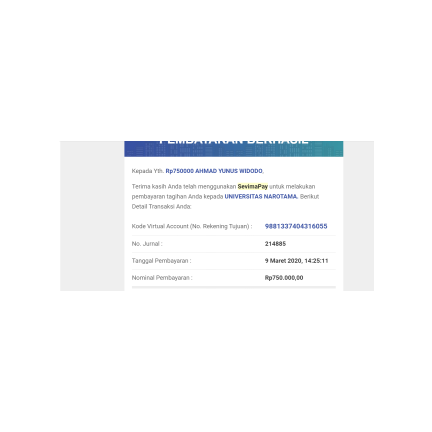 PEMBAYARAN BERHASIL
Kepada Yth. Rp750000 AHMAD YUNUS WIDODO,
Terima kasih Anda telah menggunakan SevimaPay untuk melakukan
pembayaran tagihan Anda kepada UNIVERSITAS NAROTAMA. Berikut
Detail Transaksi Anda:
Kode Virtual Account (No. Rekening Tujuan) : 9881337404316055
No. Jurnal : 214885
Tanggal Pembayaran : 9 Maret 2020, 14:25:11
Nominal Pembayaran : Rp750.000,00